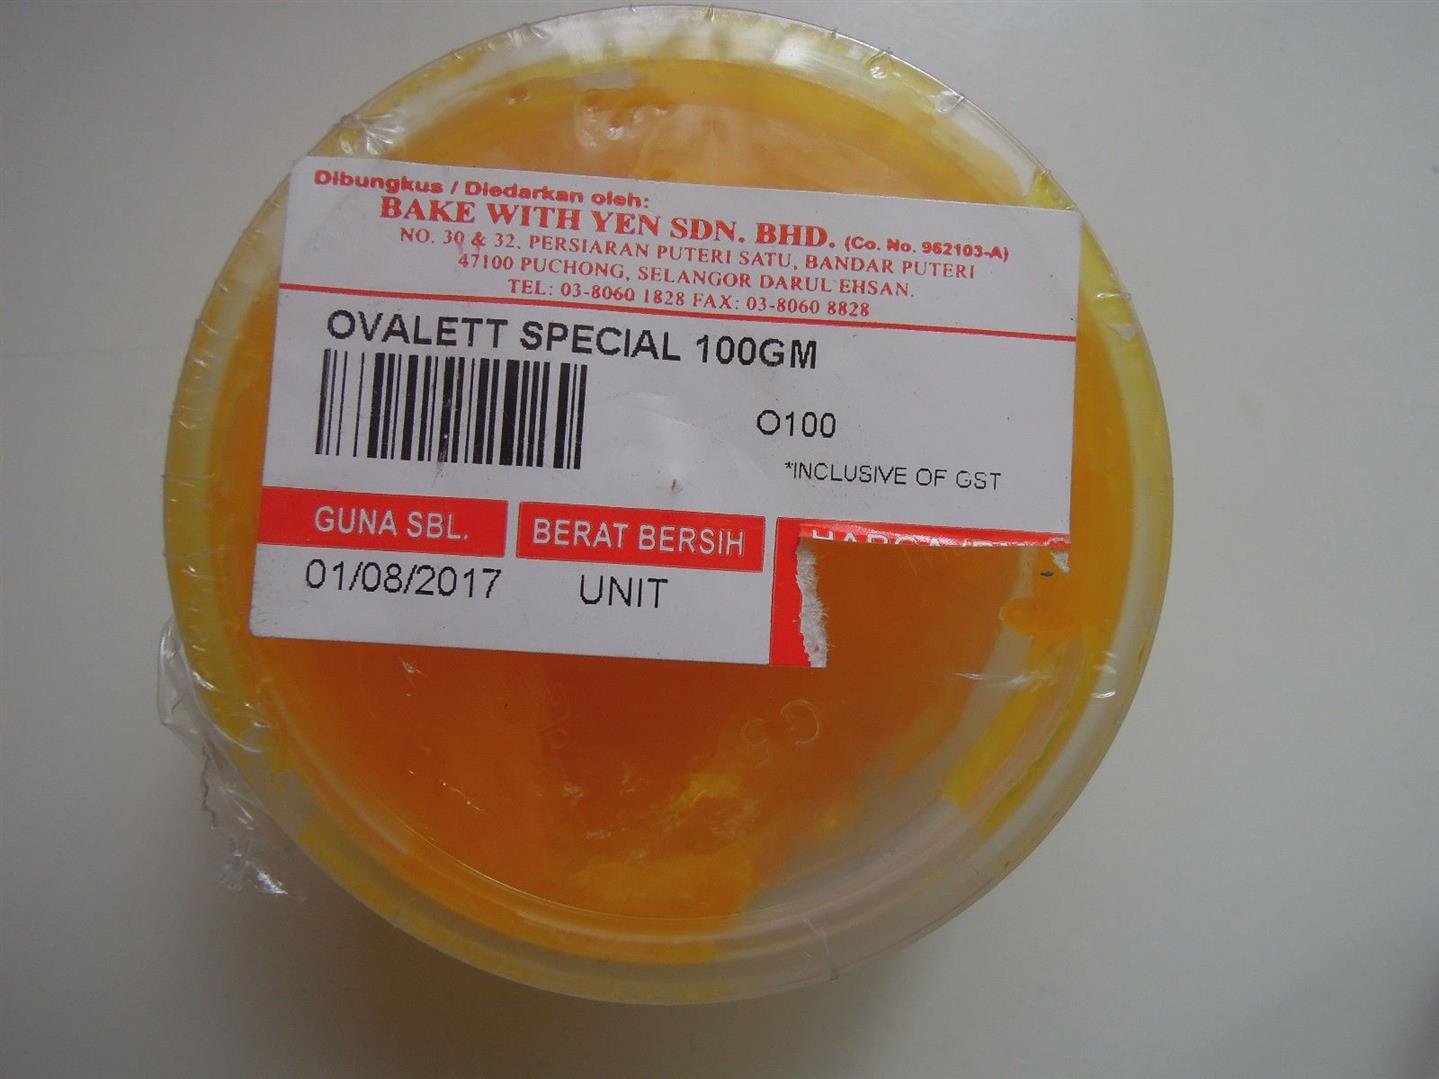 Dibungkus / Diedarkan oleh:
BAKE WITH YEN SDN. BHD. (Co. No. 962103-A)
NO. 30 & 32, PERSIARAN PUTERI SATU, BANDAR PUTERI
47100 PUCHONG, SELANGOR DARUL EHSAN.
TEL: 03-8060 1828 FAX: 03-8060 8828
OVALETT SPECIAL 100GM
O100
*INCLUSIVE OF GST
GUNA SBL. BERAT BERSIH
01/08/2017 UNIT